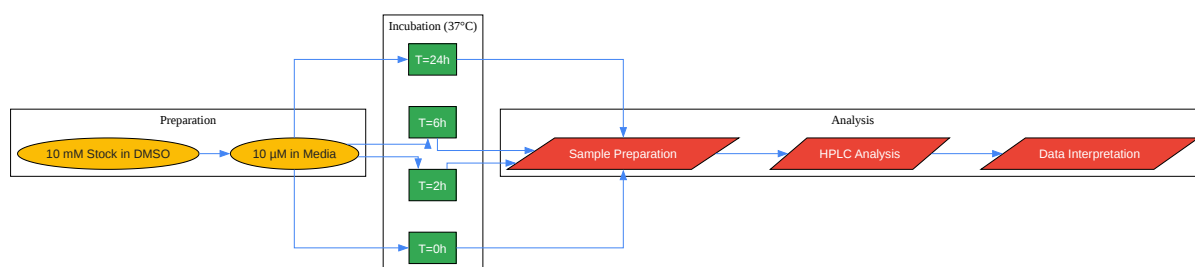 Incubation (37°C)
T=24h
Preparation
T=6h
Analysis
10 mM Stock in DMSO
10 µM in Media
Sample Preparation
HPLC Analysis
Data Interpretation
T=2h
T=0h